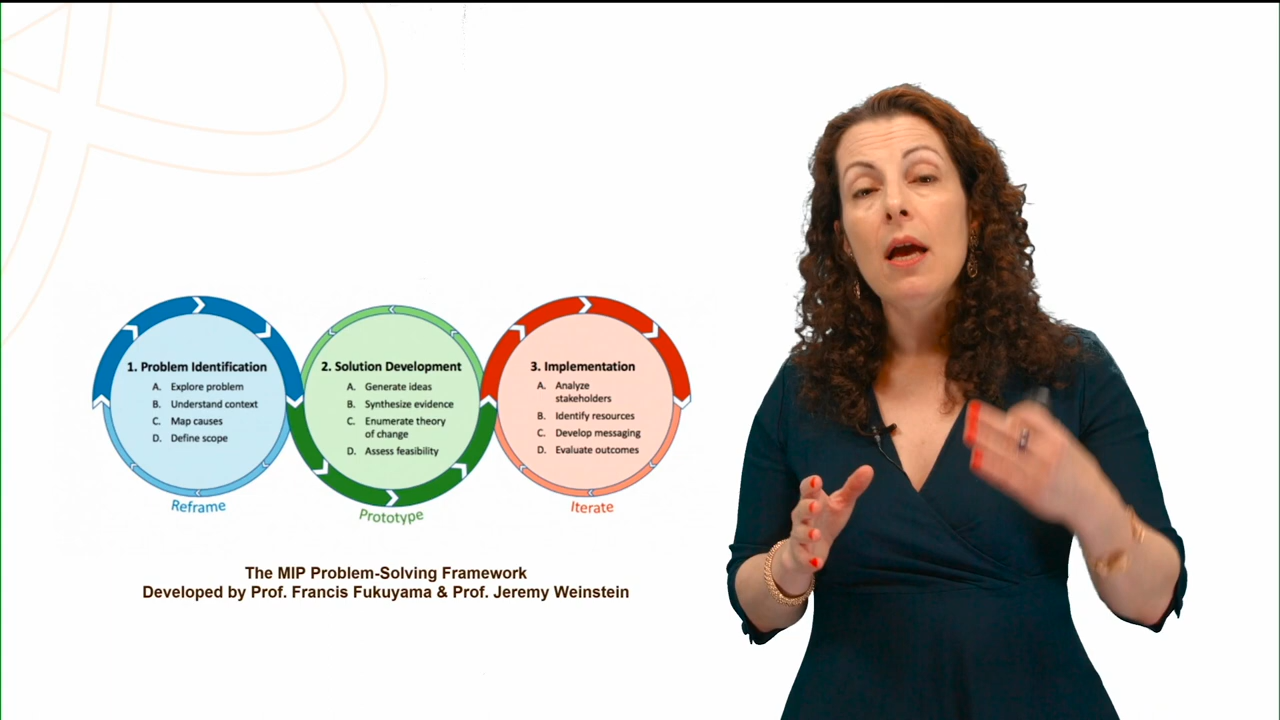 1. Problem Identification
A. Explore problem
B. Understand context
C. Map causes
D. Define scope
Reframe
2. Solution Development
A. Generate ideas
B. Synthesize evidence
C. Enumerate theory
of change
D. Assess feasibility
Prototype
3. Implementation
A. Analyze
stakeholders
B. Identify resources
C. Develop messaging
D. Evaluate outcomes
Iterate
The MIP Problem-Solving Framework
Developed by Prof. Francis Fukuyama & Prof. Jeremy Weinstein